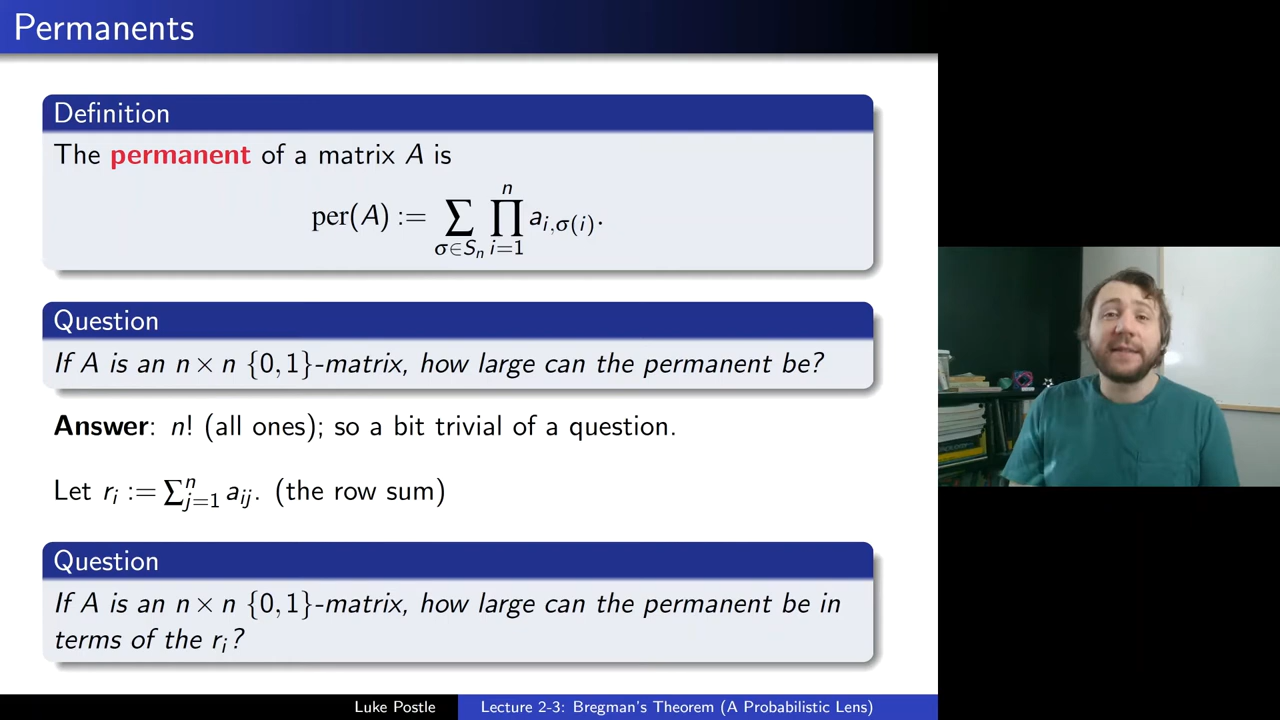 Permanents
Definition
The permanent of a matrix A is
per(A) := ∑_{σ∈S_n} ∏_{i=1}^{n} a_{i,σ(i)}.
Question
If A is an n × n {0,1}-matrix, how large can the permanent be?
Answer: n! (all ones); so a bit trivial of a question.
Let r_i := ∑_{j=1}^{n} a_{ij}. (the row sum)
Question
If A is an n × n {0,1}-matrix, how large can the permanent be in
terms of the r_i?
Luke Postle
Lecture 2-3: Bregman's Theorem (A Probabilistic Lens)